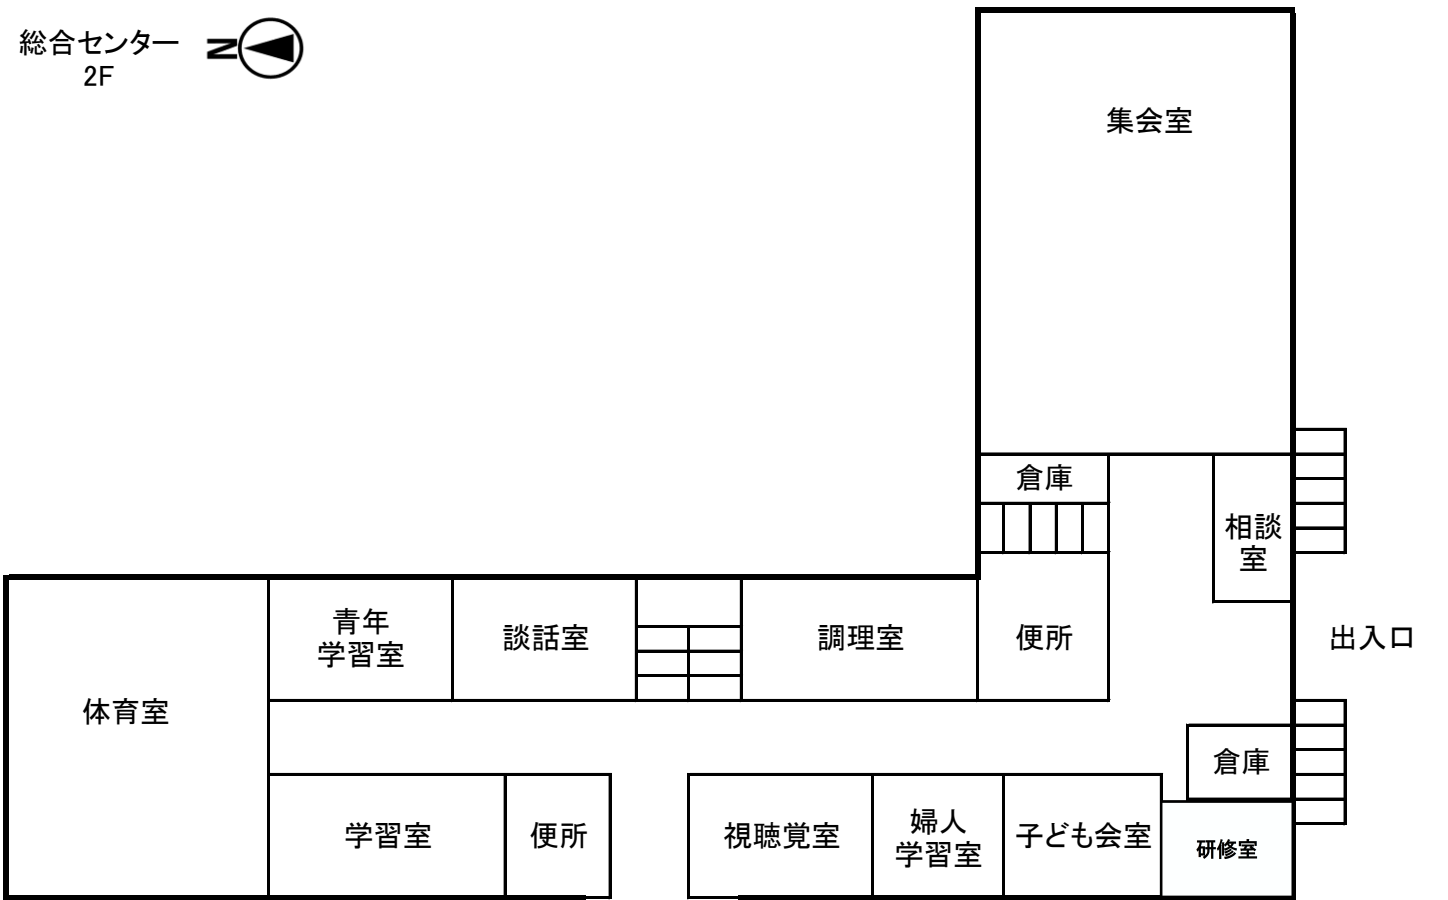 総合センター
2F
N
集会室
倉庫
相談
室
青年
学習室
談話室
調理室
便所
出入口
体育室
倉庫
学習室
便所
視聴覚室
婦人
学習室
子ども会室
研修室